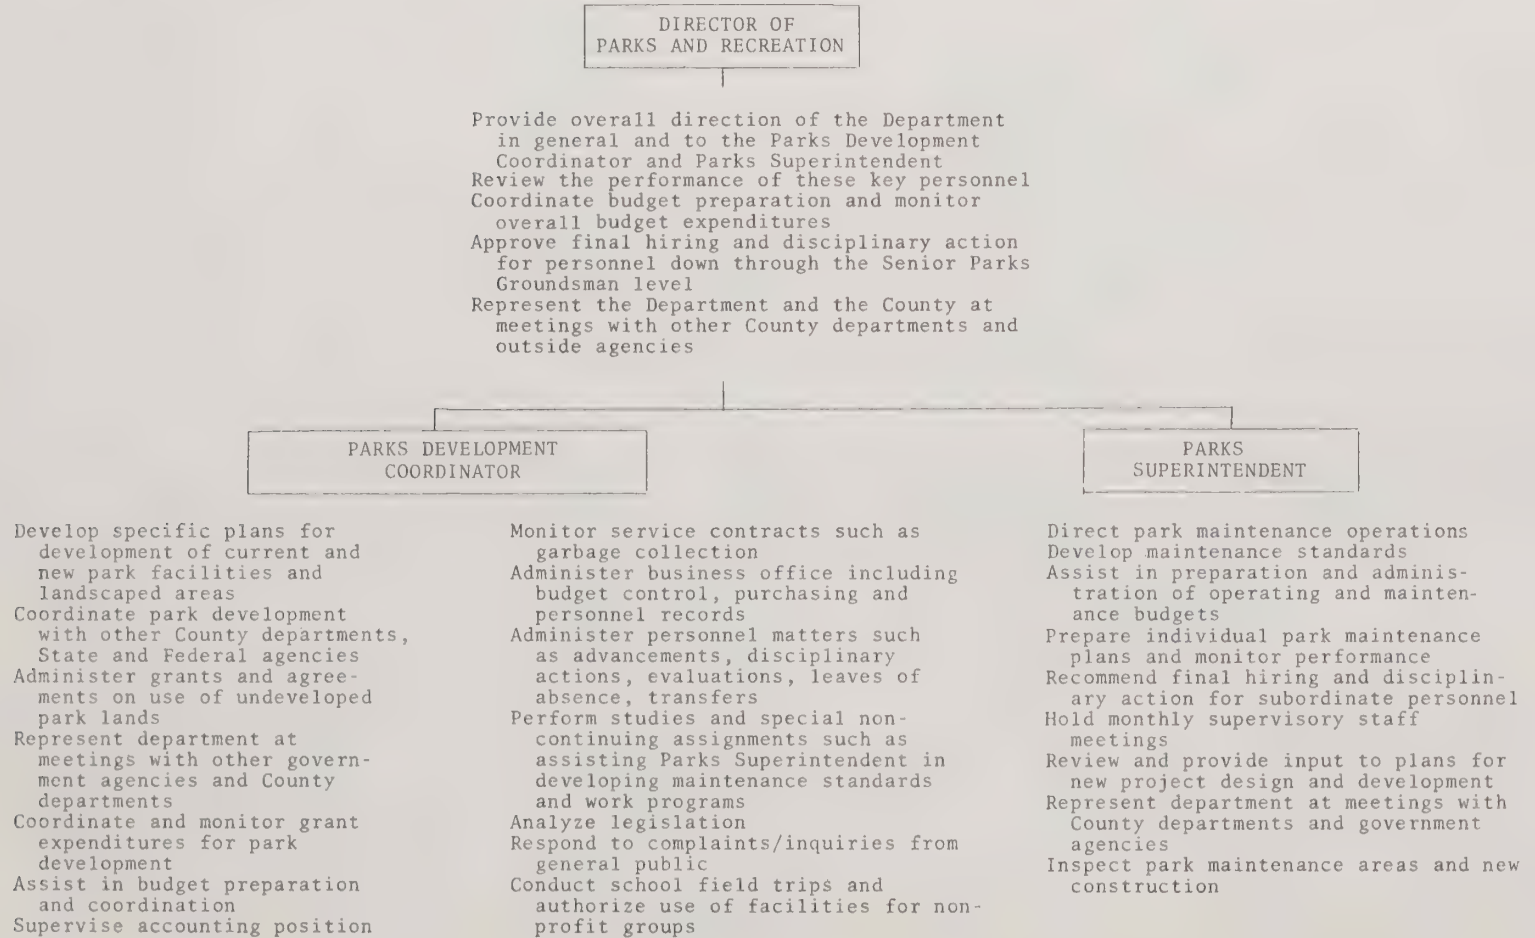 DIRECTOR OF
PARKS AND RECREATION
Provide overall direction of the Department
in general and to the Parks Development
Coordinator and Parks Superintendent
Review the performance of these key personnel
Coordinate budget preparation and monitor
overall budget expenditures
Approve final hiring and disciplinary action
for personnel down through the Senior Parks
Groundsman level
Represent the Department and the County at
meetings with other County departments and
outside agencies
PARKS DEVELOPMENT
COORDINATOR
Develop specific plans for
development of current and
new park facilities and
landscaped areas
Coordinate park development
with other County departments,
State and Federal agencies
Administer grants and agree-
ments on use of undeveloped
park lands
Represent department at
meetings with other govern-
ment agencies and County
departments
Coordinate and monitor grant
expenditures for park
development
Assist in budget preparation
and coordination
Supervise accounting position
Monitor service contracts such as
garbage collection
Administer business office including
budget control, purchasing and
personnel records
Administer personnel matters such
as advancements, disciplinary
actions, evaluations, leaves of
absence, transfers
Perform studies and special non-
continuing assignments such as
assisting Parks Superintendent in
developing maintenance standards
and work programs
Analyze legislation
Respond to complaints/inquiries from
general public
Conduct school field trips and
authorize use of facilities for non-
profit groups
PARKS
SUPERINTENDENT
Direct park maintenance operations
Develop maintenance standards
Assist in preparation and adminis-
tration of operating and mainten-
ance budgets
Prepare individual park maintenance
plans and monitor performance
Recommend final hiring and disciplin-
ary action for subordinate personnel
Hold monthly supervisory staff
meetings
Review and provide input to plans for
new project design and development
Represent department at meetings with
County departments and government
agencies
Inspect park maintenance areas and new
construction